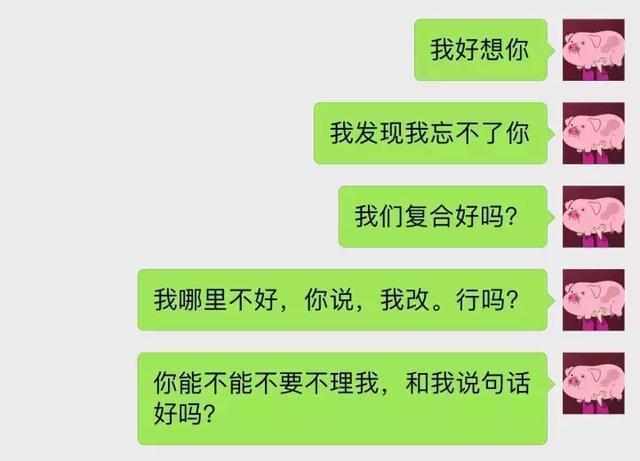 我好想你
我发现我忘不了你
我们复合好吗?
我哪里不好，你说，我改。行吗?
你能不能不要不理我，和我说句话
好吗?